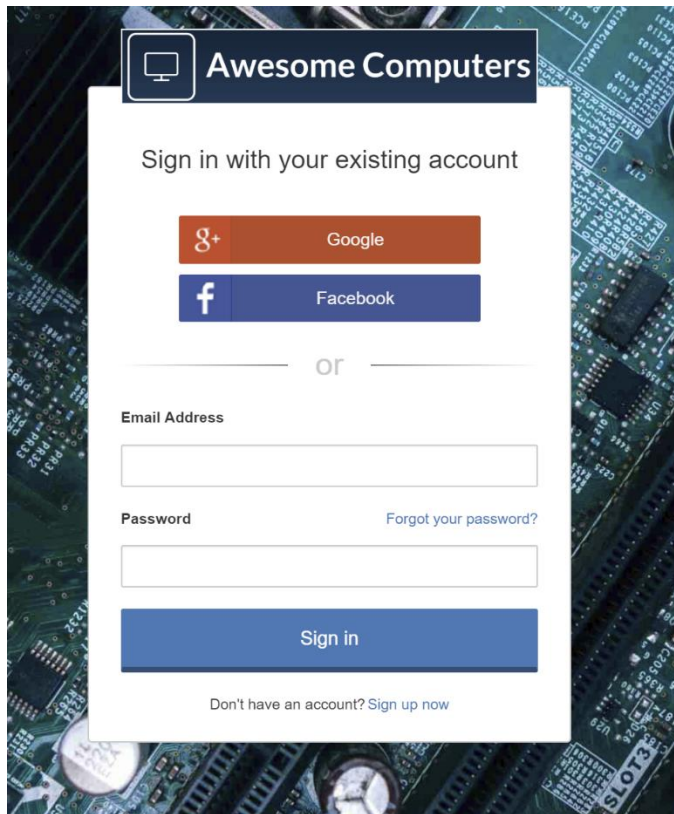 Awesome Computers
Sign in with your existing account
g+ Google
f Facebook
or
Email Address
Password Forgot your password?
Sign in
Don't have an account? Sign up now
SLOT3